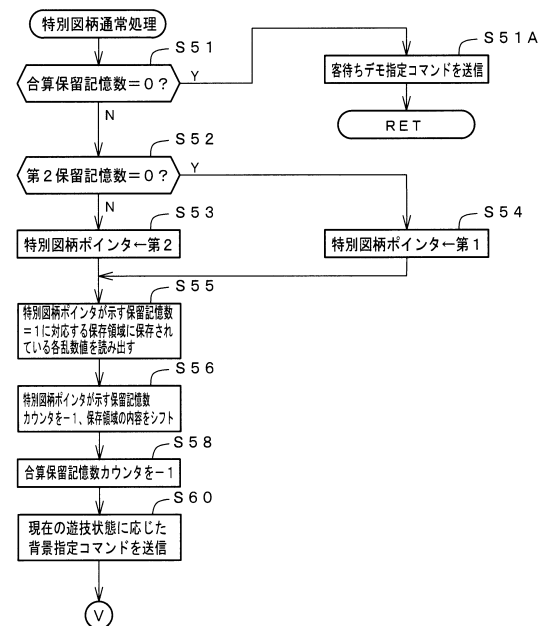 特別図柄通常処理
S51
合算保留記憶数=0?
Y
N
S51A
客待ちデモ指定コマンドを送信
RET
S52
第2保留記憶数=0?
Y
N
S53
特別図柄ポインタ←第2
S54
特別図柄ポインタ←第1
S55
特別図柄ポインタが示す保留記憶数
=1に対応する保存領域に保存され
ている各乱数値を読み出す
S56
特別図柄ポインタが示す保留記憶数
カウンタを-1、保存領域の内容をシフト
S58
合算保留記憶数カウンタを-1
S60
現在の遊技状態に応じた
背景指定コマンドを送信
V